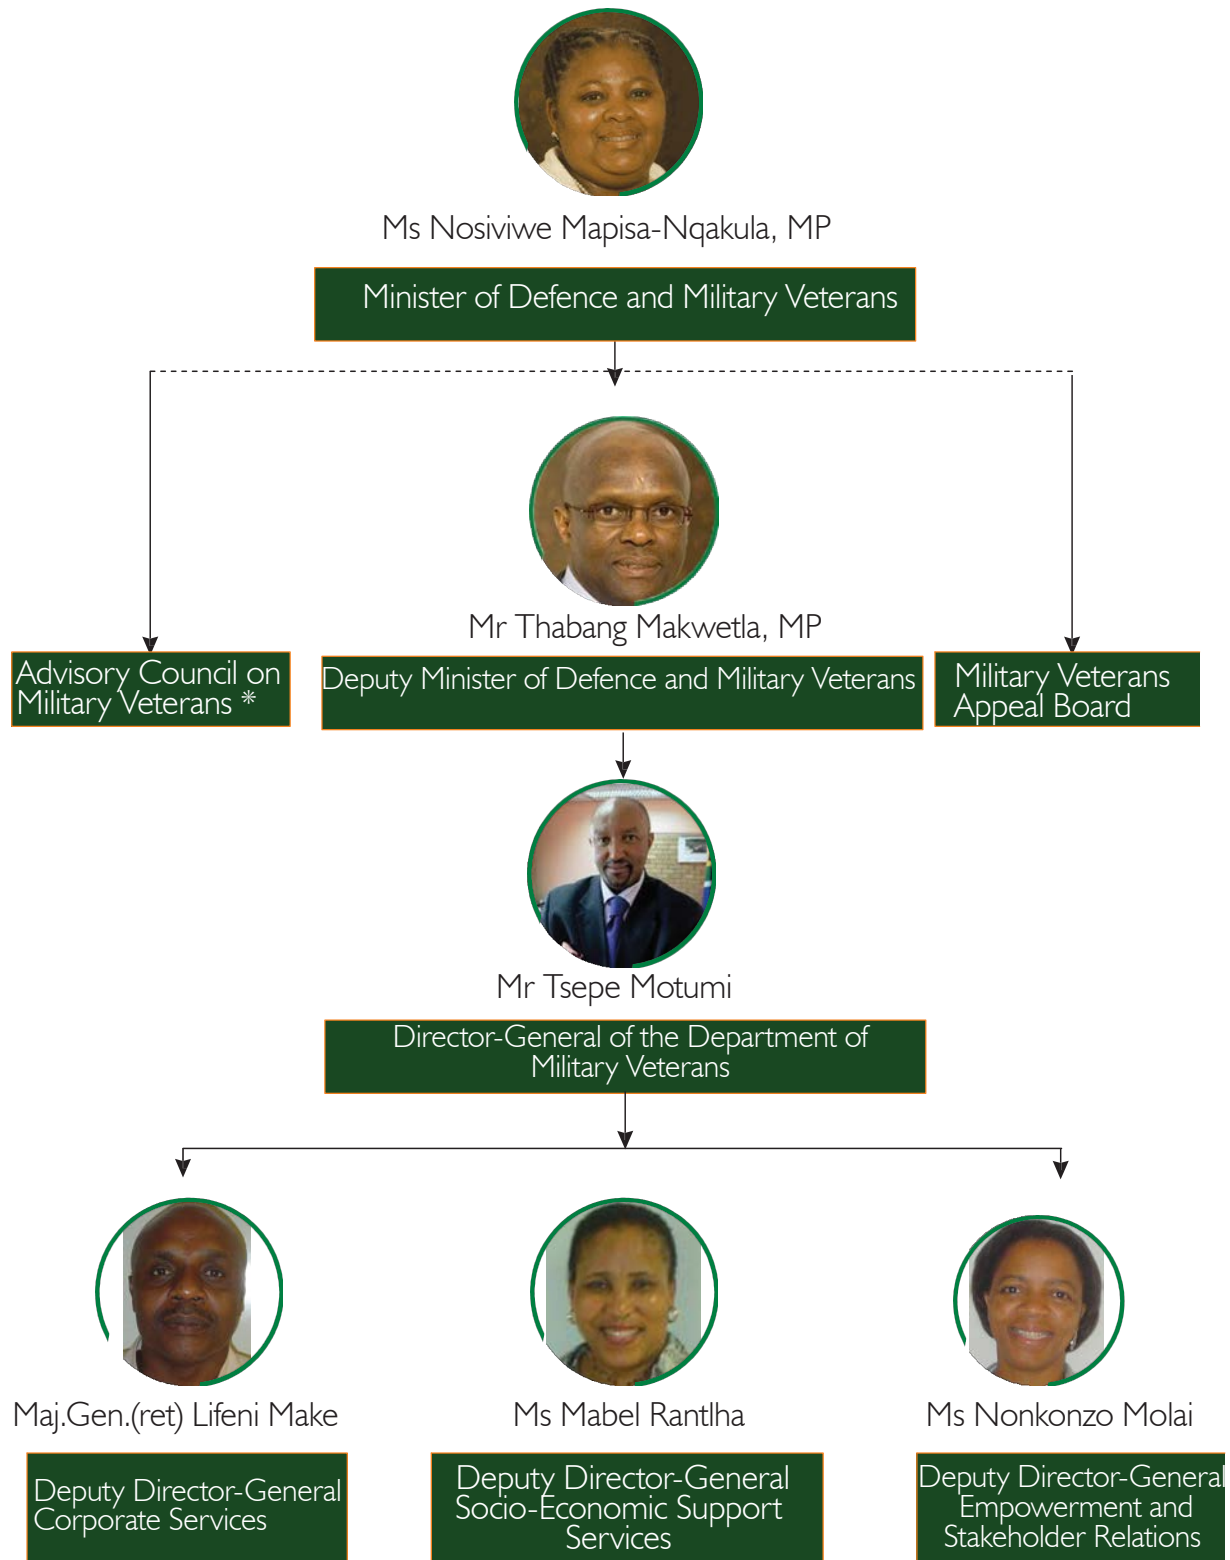 Ms Nosiviwe Mapisa-Nqakula, MP
Minister of Defence and Military Veterans
Mr Thabang Makwetla, MP
Advisory Council on
Military Veterans *
Deputy Minister of Defence and Military Veterans
Military Veterans
Appeal Board
Mr Tsepe Motumi
Director-General of the Department of
Military Veterans
Maj.Gen.(ret) Lifeni Make
Ms Mabel Rantlha
Ms Nonkonzo Molai
Deputy Director-General
Corporate Services
Deputy Director-General
Socio-Economic Support
Services
Deputy Director-General
Empowerment and
Stakeholder Relations